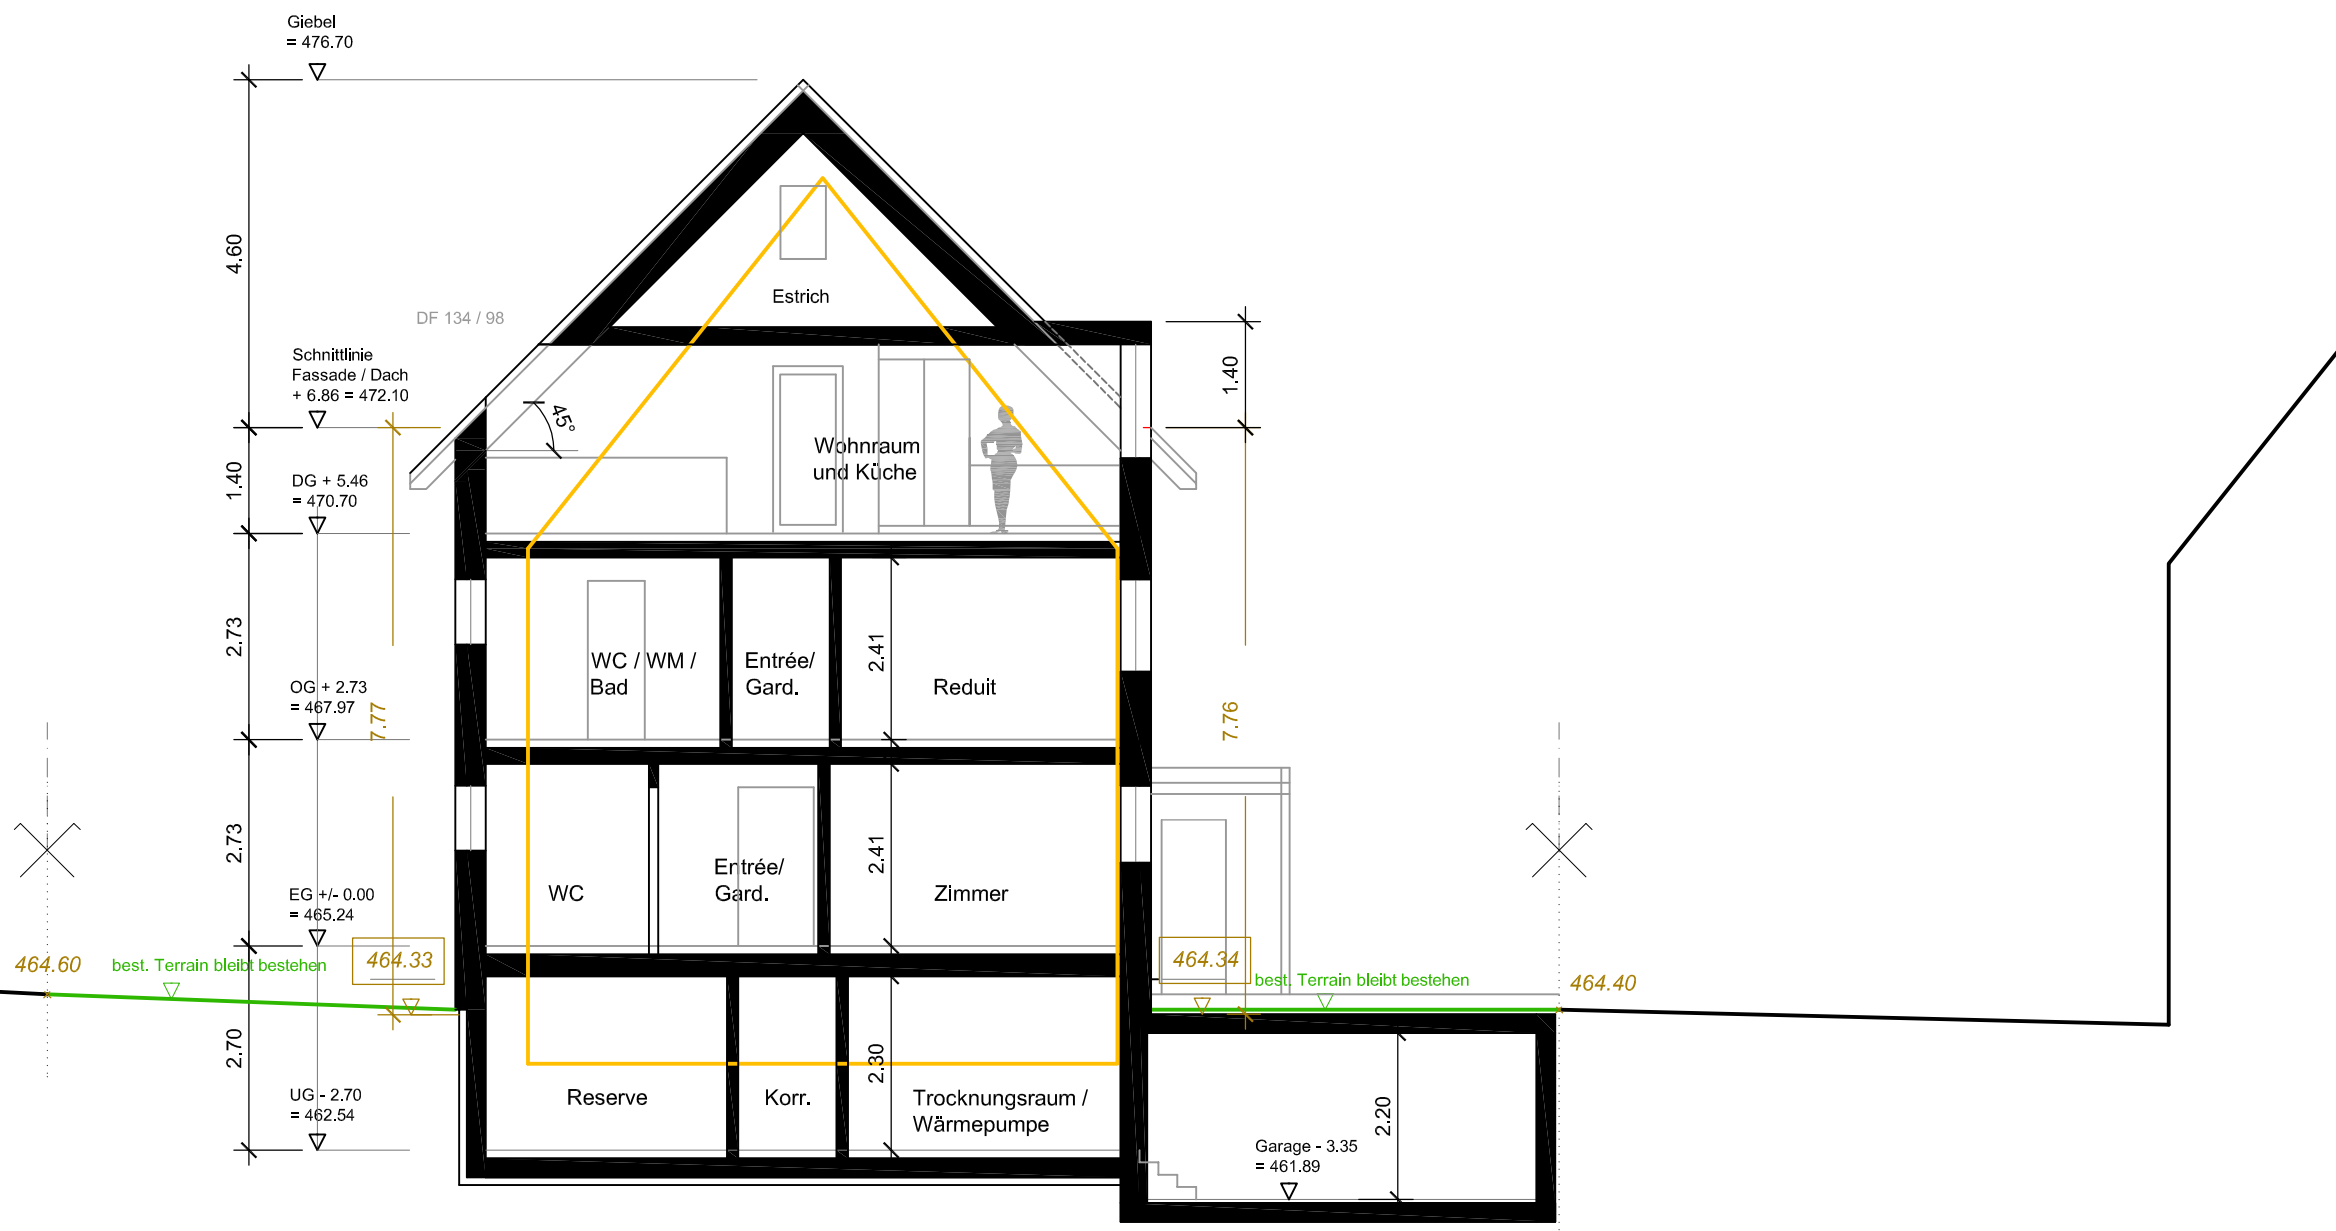 Giebel
= 476.70
4.60
DF 134 / 98
Estrich
Schnittlinie
Fassade / Dach
+ 6.86 = 472.10
1.40
45°
Wohnraum
und Küche
DG + 5.46
= 470.70
1.40
2.73
WC / WM /
Bad
Entrée/
Gard.
2.41
Reduit
OG + 2.73
= 467.97
7.77
7.76
2.73
WC
Entrée/
Gard.
2.41
Zimmer
EG +/- 0.00
= 465.24
464.60
best. Terrain bleibt bestehen
464.33
464.34
best. Terrain bleibt bestehen
464.40
2.70
2.30
UG - 2.70
= 462.54
Reserve
Korr.
Trocknungsraum /
Wärmepumpe
2.20
Garage - 3.35
= 461.89